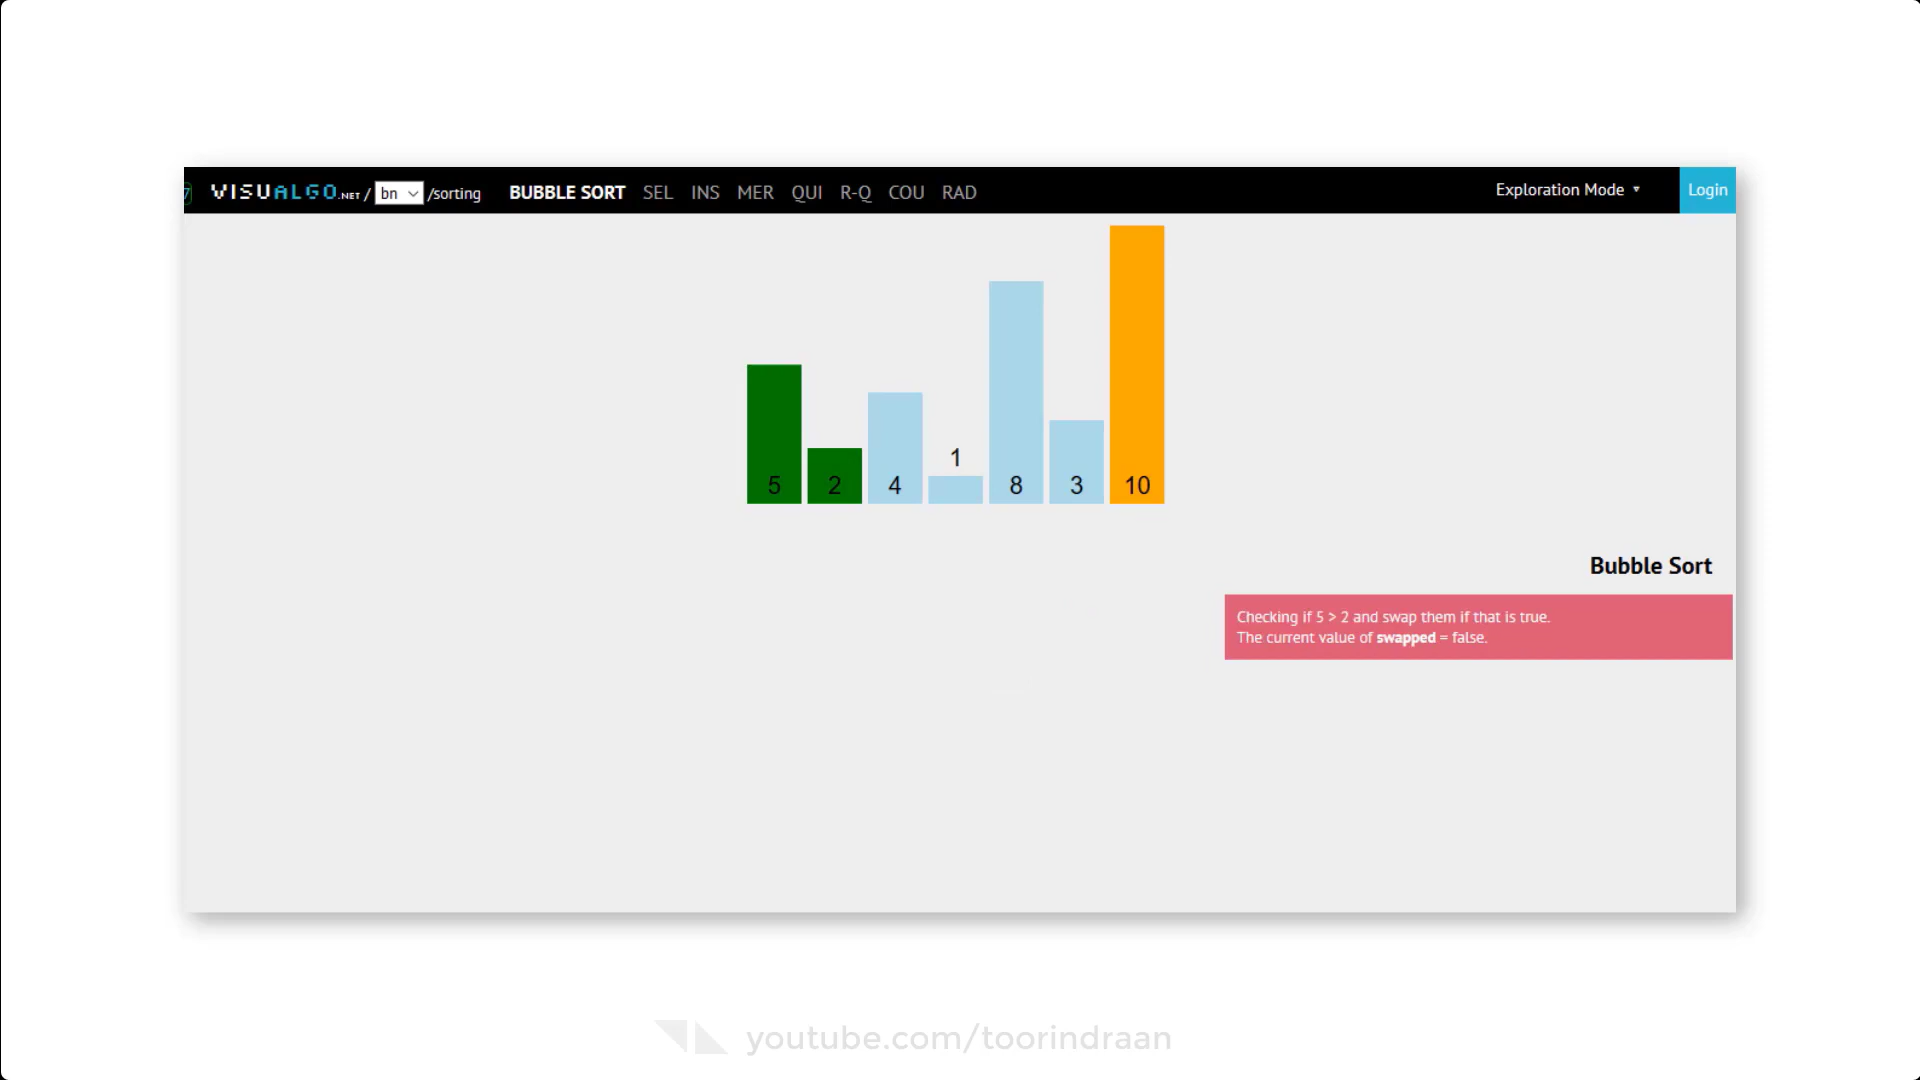 7 VISUALGO.NET / bn /sorting BUBBLE SORT SEL INS MER QUI R-Q COU RAD Exploration Mode ▾ Login
1
5 2 4 8 3 10
Bubble Sort
Checking if 5 > 2 and swap them if that is true.
The current value of swapped = false.
youtube.com/toorindraan